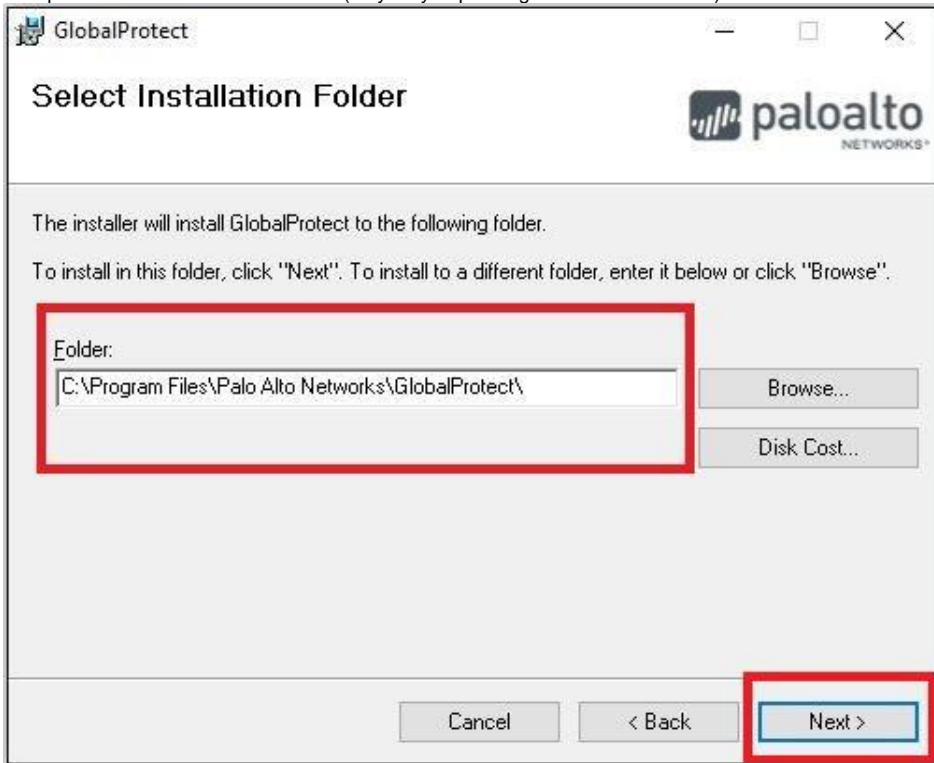 GlobalProtect
Select Installation Folder
paloalto
NETWORKS
The installer will install GlobalProtect to the following folder.
To install in this folder, click "Next". To install to a different folder, enter it below or click "Browse".
Folder:
C:\Program Files\Palo Alto Networks\GlobalProtect\
Browse...
Disk Cost...
Cancel
< Back
Next >